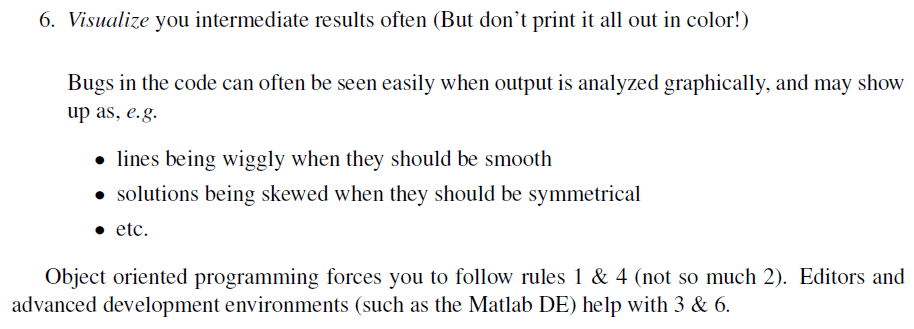 6. Visualize you intermediate results often (But don't print it all out in color!)
Bugs in the code can often be seen easily when output is analyzed graphically, and may show
up as, e.g.
• lines being wiggly when they should be smooth
• solutions being skewed when they should be symmetrical
• etc.
Object oriented programming forces you to follow rules 1 & 4 (not so much 2). Editors and
advanced development environments (such as the Matlab DE) help with 3 & 6.